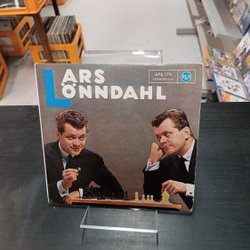 LARS
LÖNNDAHL
EPS 170
RCA